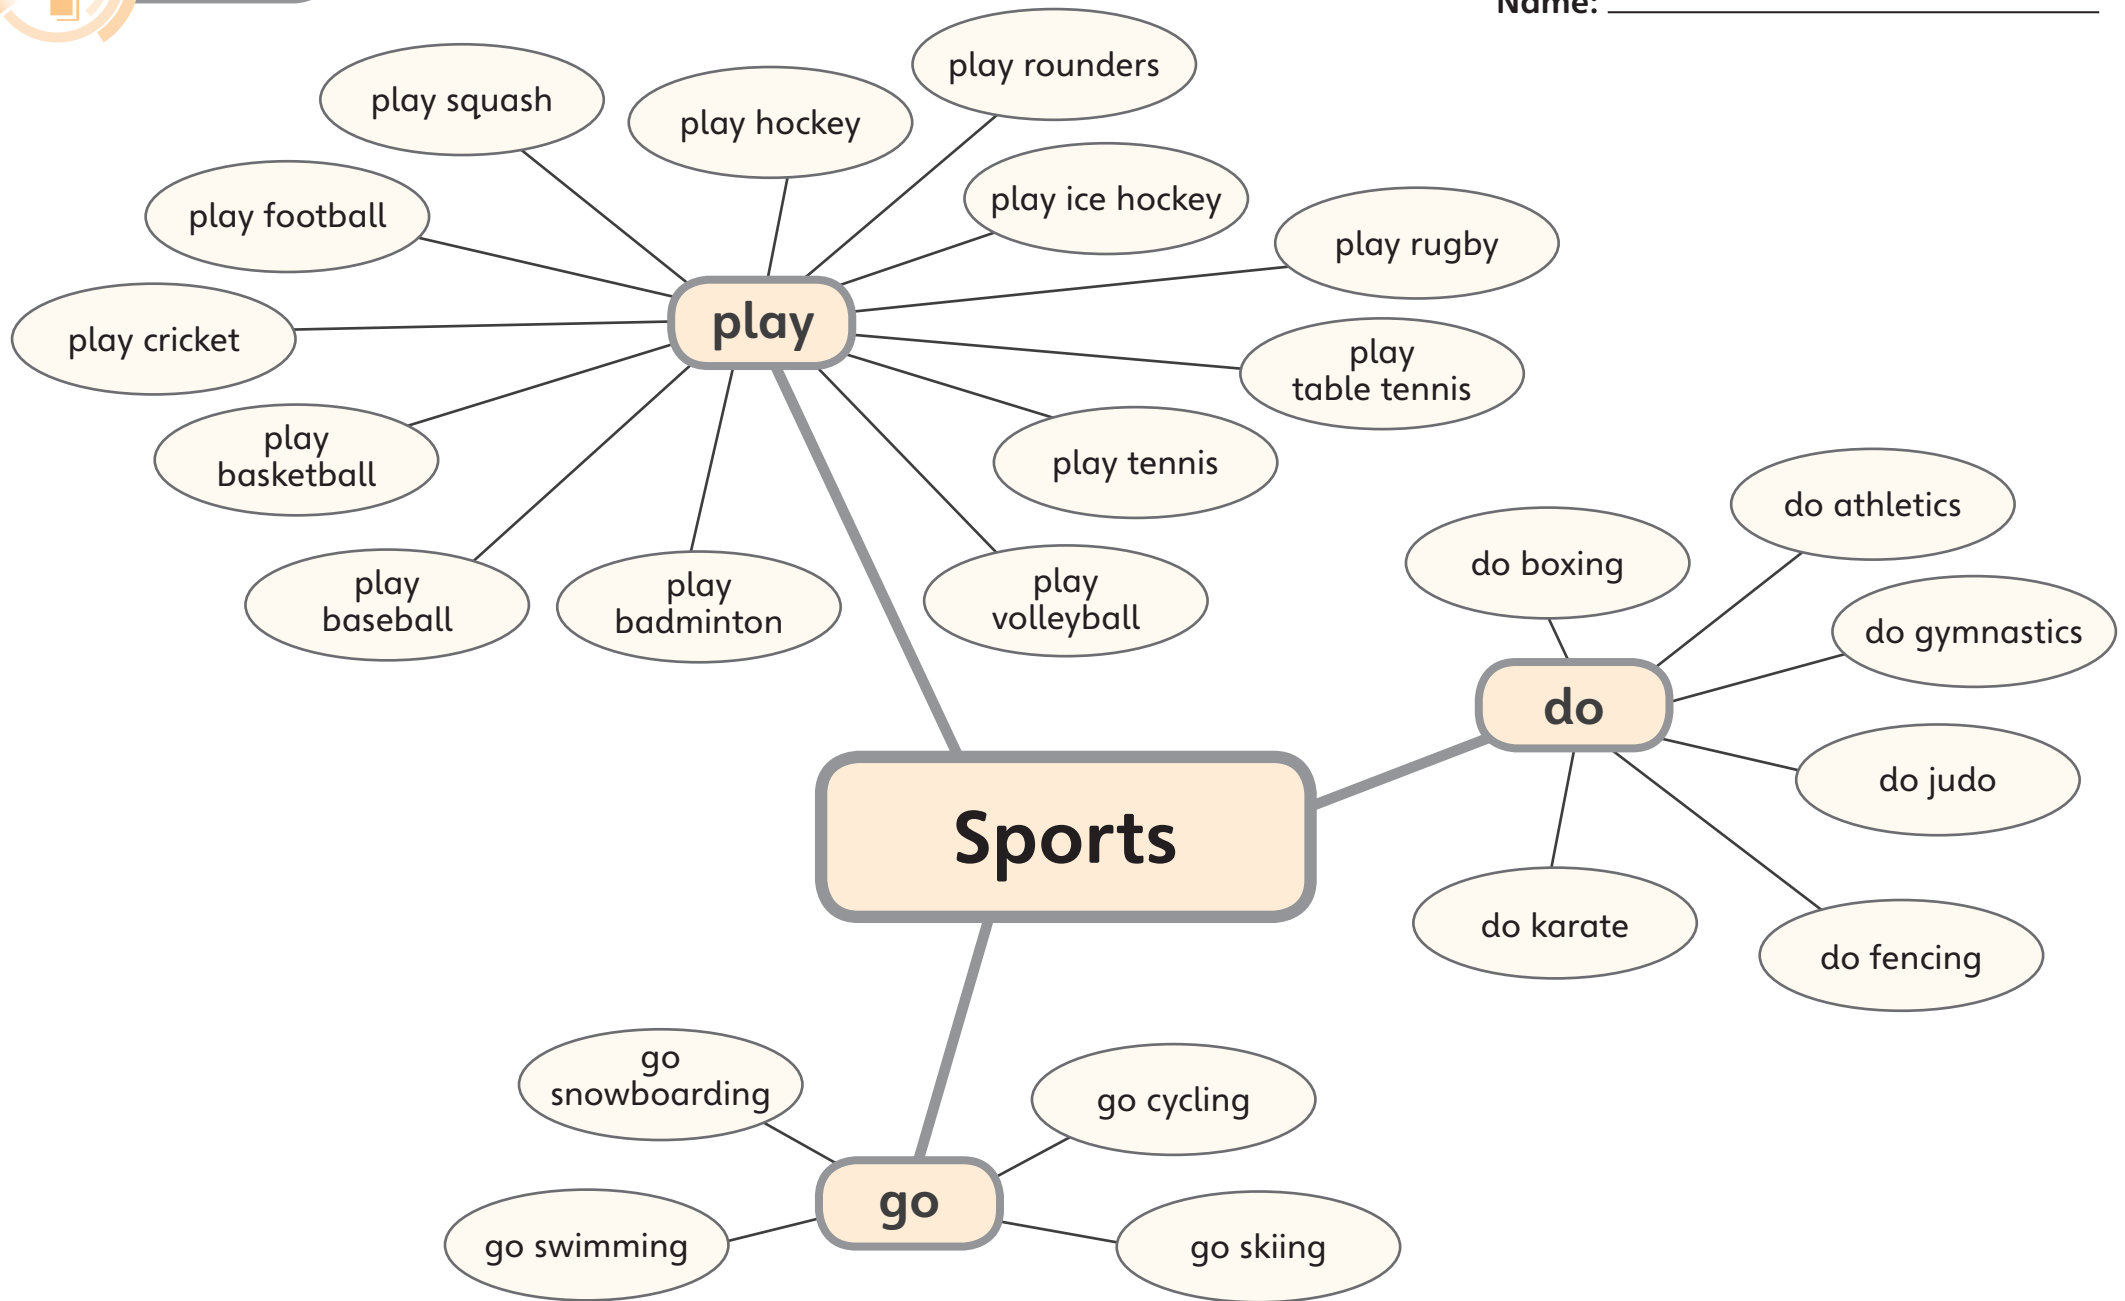 Name:
play rounders
play squash
play hockey
play ice hockey
play football
play rugby
play
play cricket
play
table tennis
play
basketball
play tennis
do athletics
do boxing
play
baseball
play
badminton
play
volleyball
do gymnastics
do
do judo
Sports
do karate
do fencing
go
snowboarding
go cycling
go
go swimming
go skiing